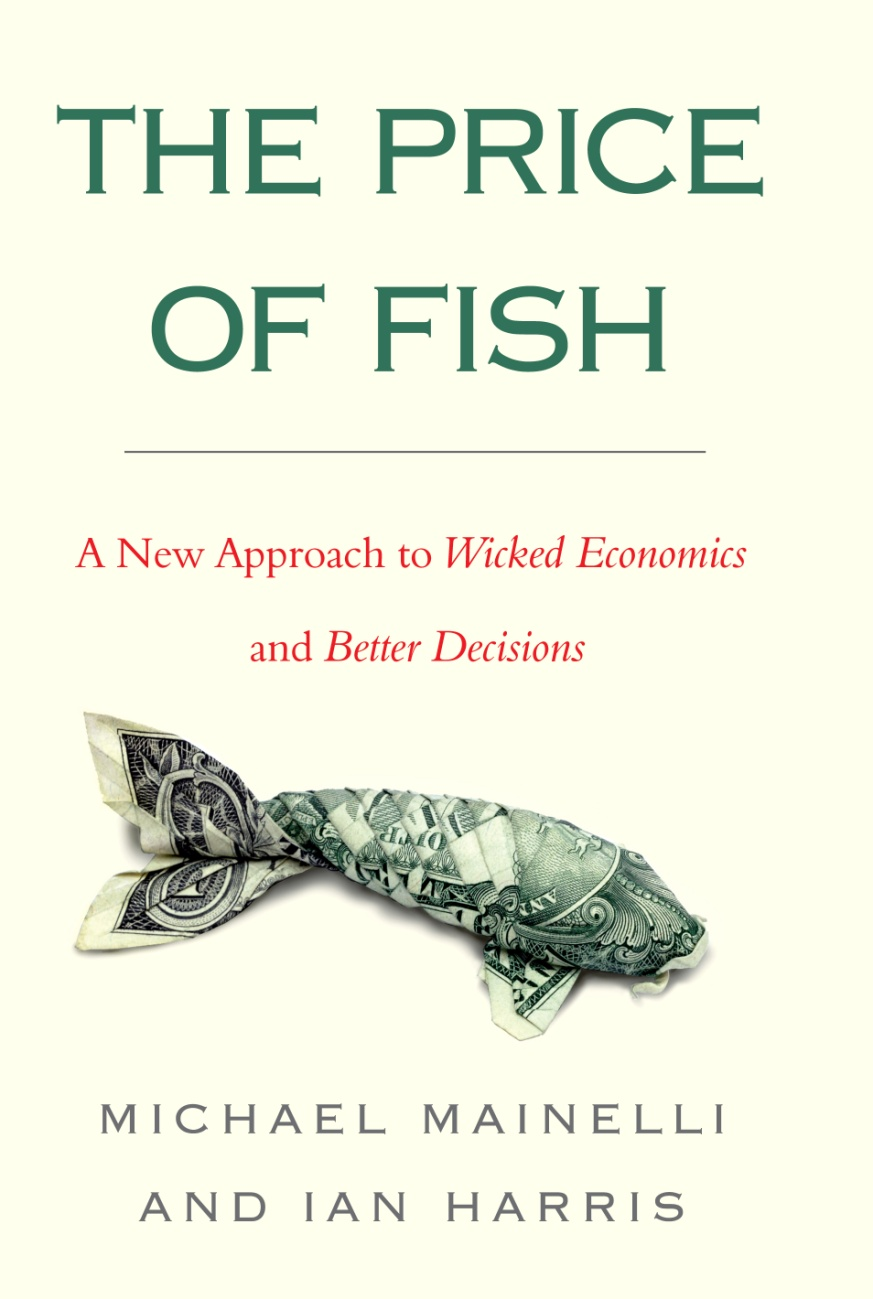 THE PRICE
OF FISH
A New Approach to Wicked Economics
and Better Decisions
MICHAEL MAINELLI
AND IAN HARRIS